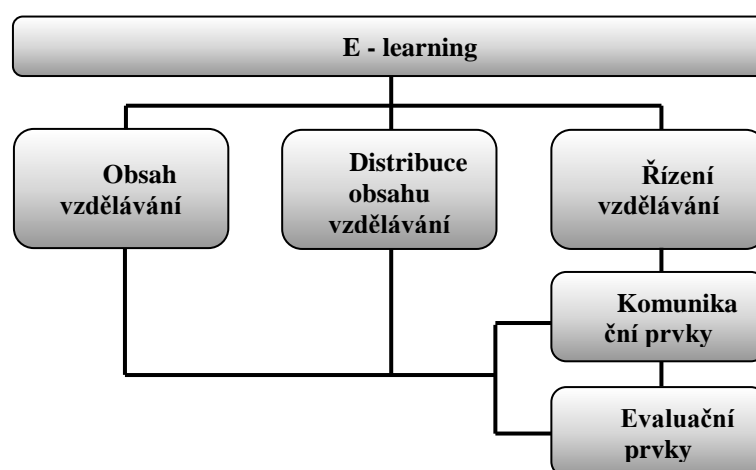 E - learning
Obsah
vzdělávání
Distribuce
obsahu
vzdělávání
Řízení
vzdělávání
Komunika
ční prvky
Evaluační
prvky